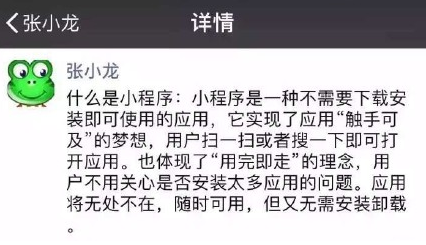 张小龙
详情
张小龙
什么是小程序：小程序是一种不需要下载安
装即可使用的应用，它实现了应用“触手可
及”的梦想，用户扫一扫或者搜一下即可打
开应用。也体现了“用完即走”的理念，用
户不用关心是否安装太多应用的问题。应用
将无处不在，随时可用，但又无需安装卸载
。